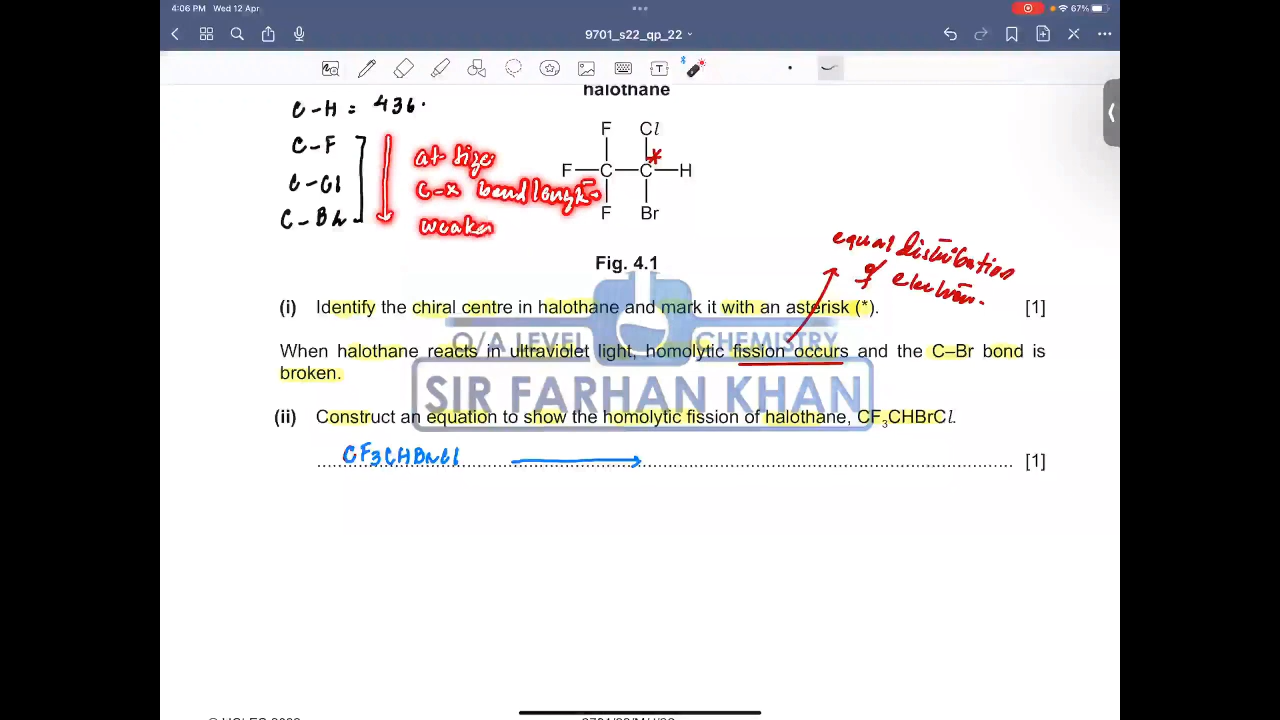 4:06 PM Wed 12 Apr
67%
9701_s22_qp_22
halothane
C-H = 436.
C-F
C-Cl
C-Br
at size
C-X bond length
weaker
F Cl
F C C * H
F Br
equal distribution
of electron.
Fig. 4.1
(i) Identify the chiral centre in halothane and mark it with an asterisk (*). [1]
O/A LEVEL CHEMISTRY
When halothane reacts in ultraviolet light, homolytic fission occurs and the C–Br bond is
broken.
SIR FARHAN KHAN
(ii) Construct an equation to show the homolytic fission of halothane, CF₃CHBrCl.
CF3CHBrCl → [1]